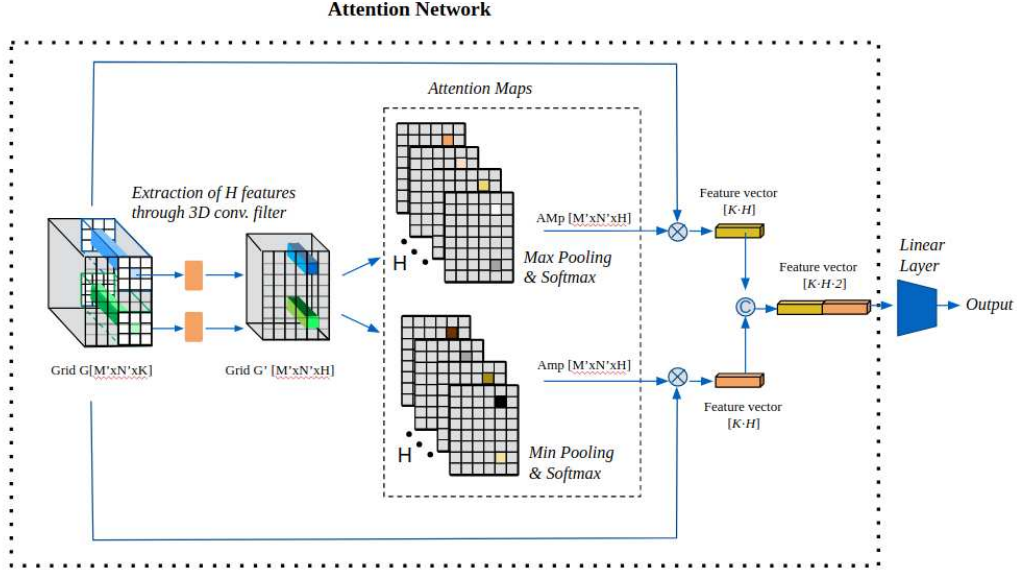 Attention Network
Attention Maps
Extraction of H features
through 3D conv. filter
Feature vector
[K·H]
AMp [M'xN'xH]
Max Pooling
& Softmax
H
Linear
Layer
Feature vector
[K·H·2]
C
Output
Grid G[M'xN'xK]
Grid G' [M'xN'xH]
Amp [M'xN'xH]
Feature vector
[K·H]
H
Min Pooling
& Softmax